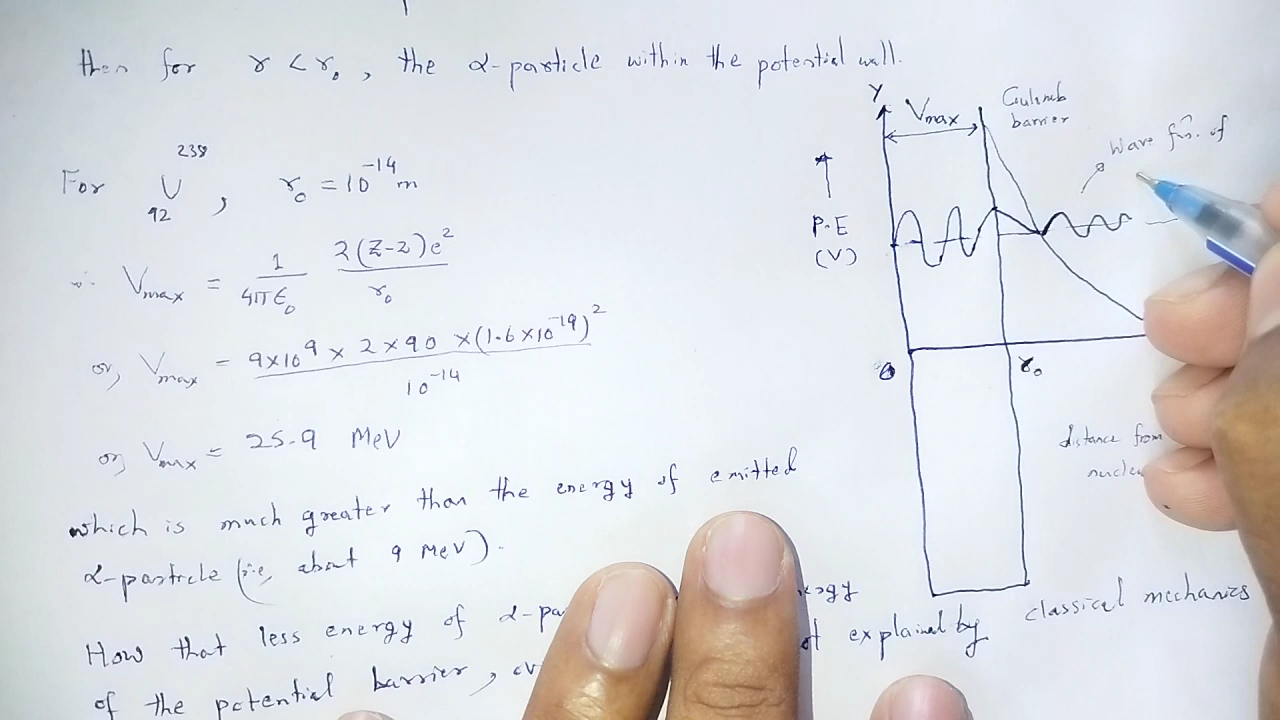 then for r < r₀, the α-particle within the potential wall.
For ₉₂U²³⁸, r₀ = 10⁻¹⁴ m
∴ Vmax = 1/4πϵ₀ 2(Z-2)e²/r₀
or, Vmax = 9×10⁹ × 2×90 ×(1.6×10⁻¹⁹)²/10⁻¹⁴
or, Vmax = 25.9 MeV
which is much greater than the energy of emitted
α-particle (i.e, about 9 MeV).
How that less energy of α-pa
of the potential barrier,
explained by classical mechanics
Y
Vmax
Coulomb
barrier
Wave fn. of
P.E
(V)
0
r₀
distance from
nucle